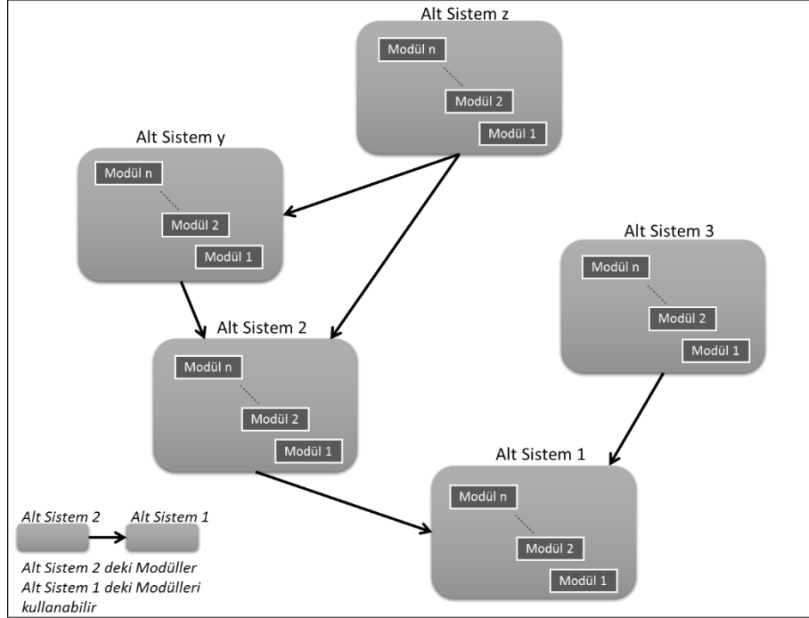 Alt Sistem z
Modül n
Modül 2
Modül 1
Alt Sistem y
Modül n
Modül 2
Modül 1
Alt Sistem 3
Modül n
Modül 2
Modül 1
Alt Sistem 2
Modül n
Modül 2
Modül 1
Alt Sistem 1
Modül n
Modül 2
Modül 1
Alt Sistem 2 Alt Sistem 1
Alt Sistem 2 deki Modüller
Alt Sistem 1 deki Modülleri
kullanabilir